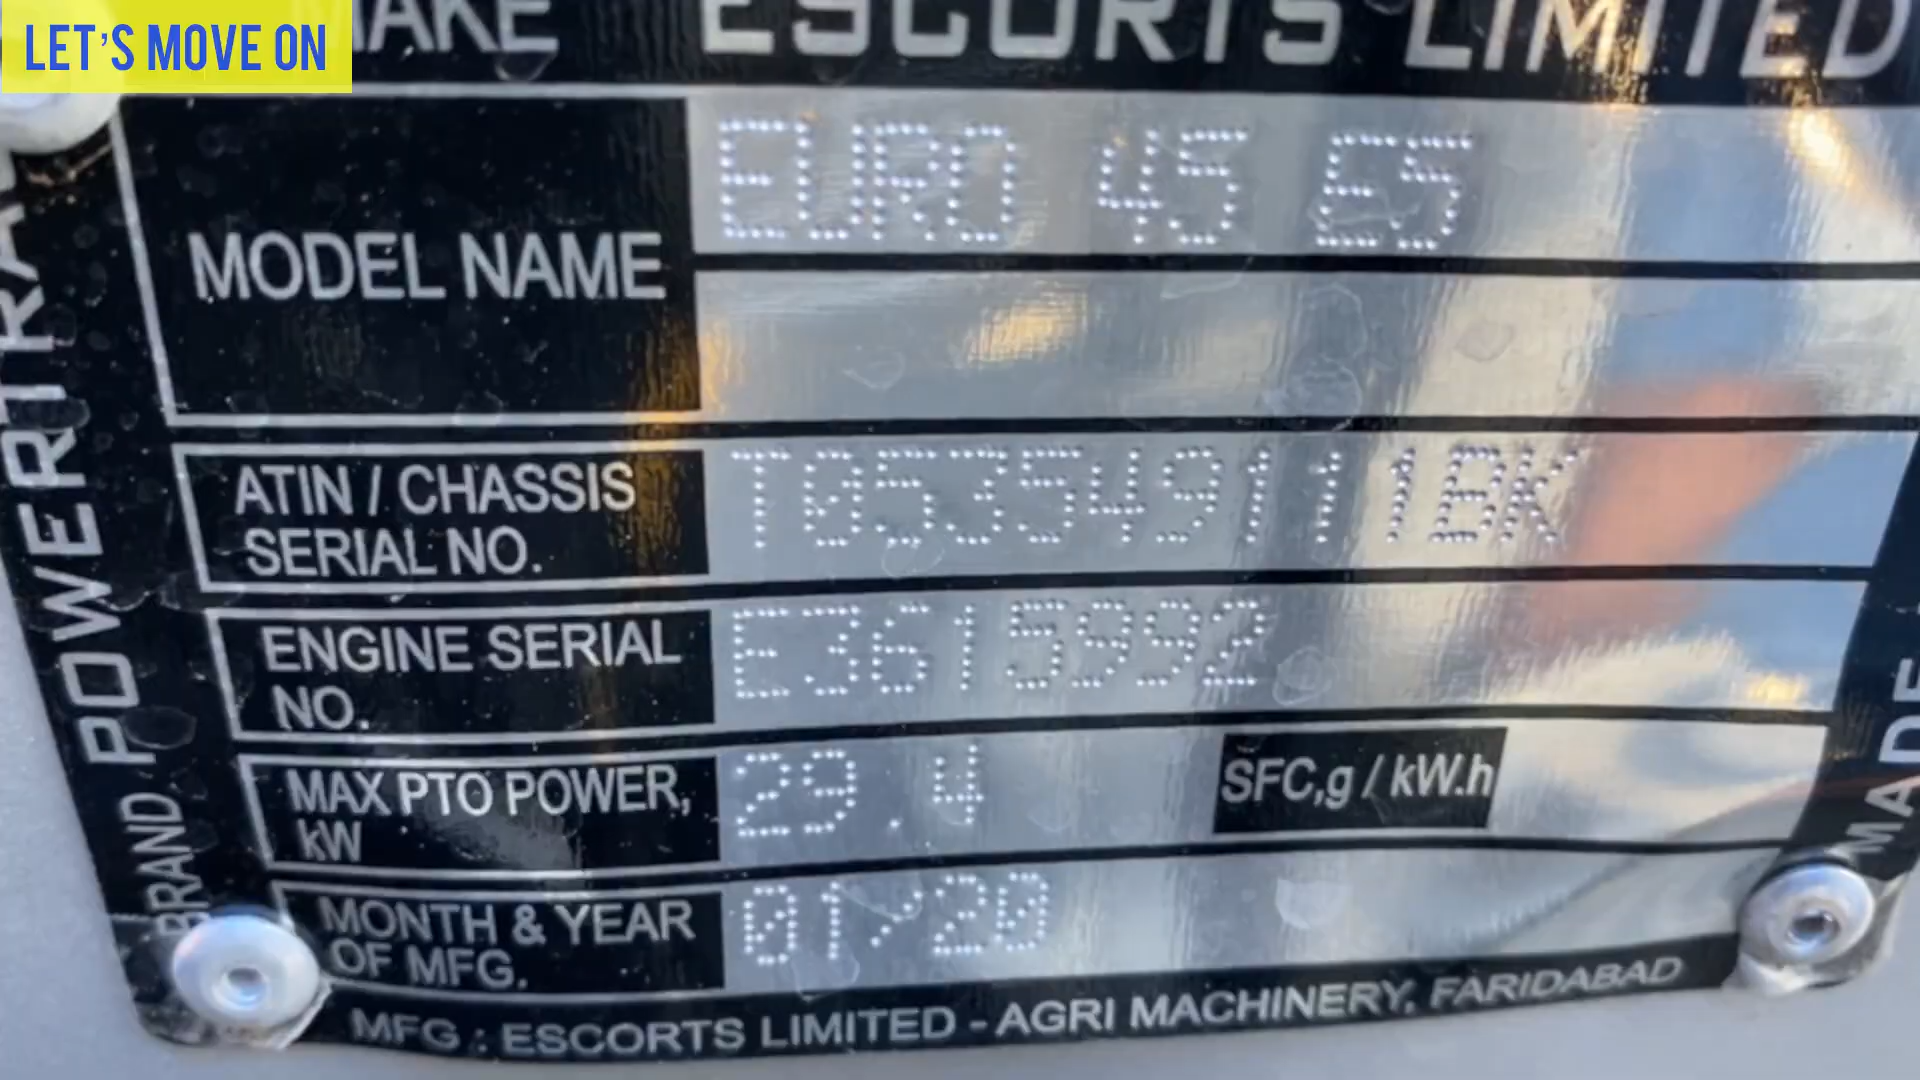 LET'S MOVE ON
MAKE ESCORTS LIMITED
MODEL NAME EURO 45 E5
ATIN / CHASSIS SERIAL NO. T053549111BK
ENGINE SERIAL NO. E3615992
MAX PTO POWER, kW 29.4 SFC,g / kW.h
MONTH & YEAR OF MFG. 01/20
MFG : ESCORTS LIMITED - AGRI MACHINERY, FARIDABAD
BRAND POWERTRA
MADE